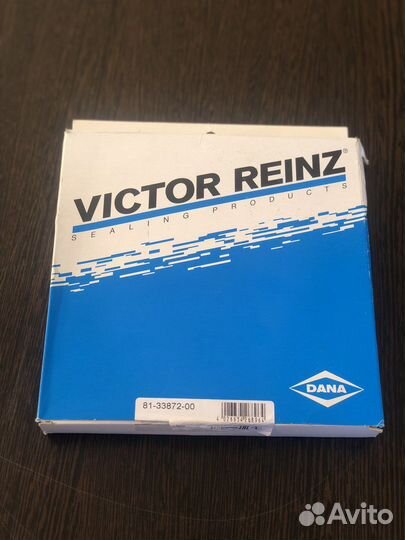 VICTOR REINZ®
SEALING PRODUCTS
DANA
81-33872-00
Avito